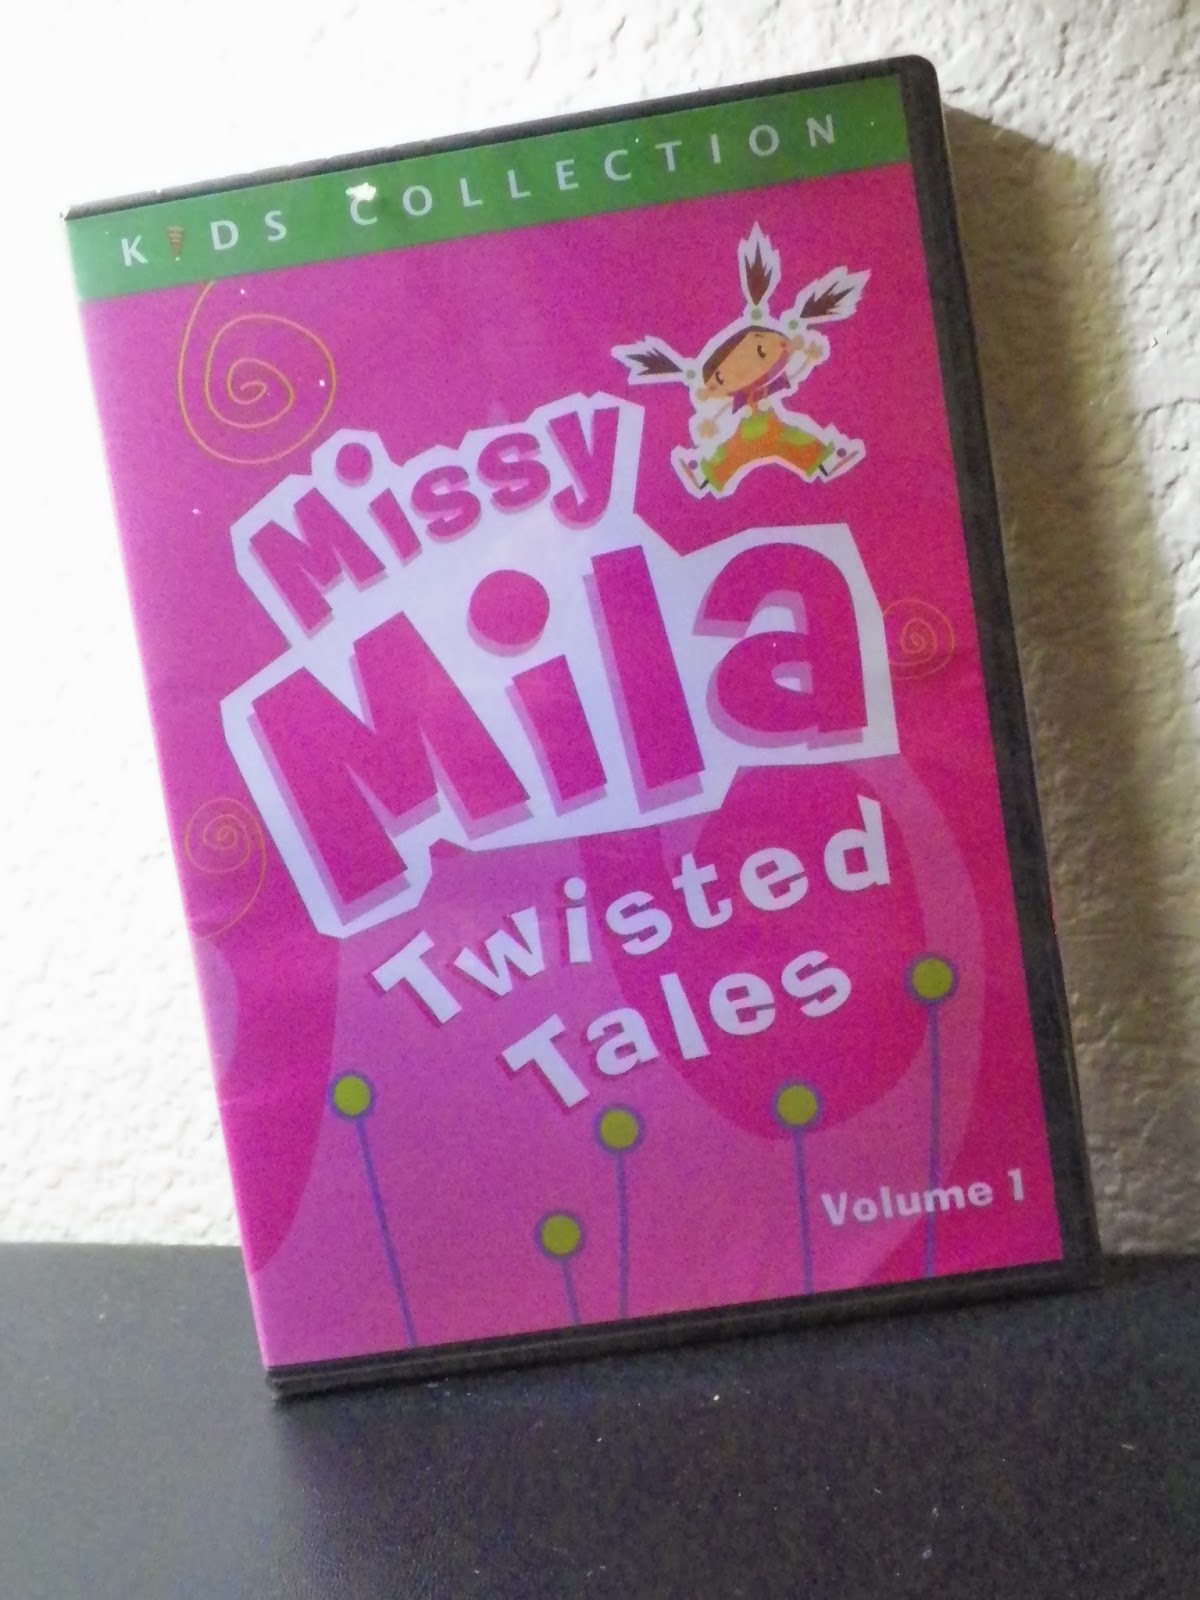 KIDS COLLECTION
Missy
Mila
Twisted
Tales
Volume 1